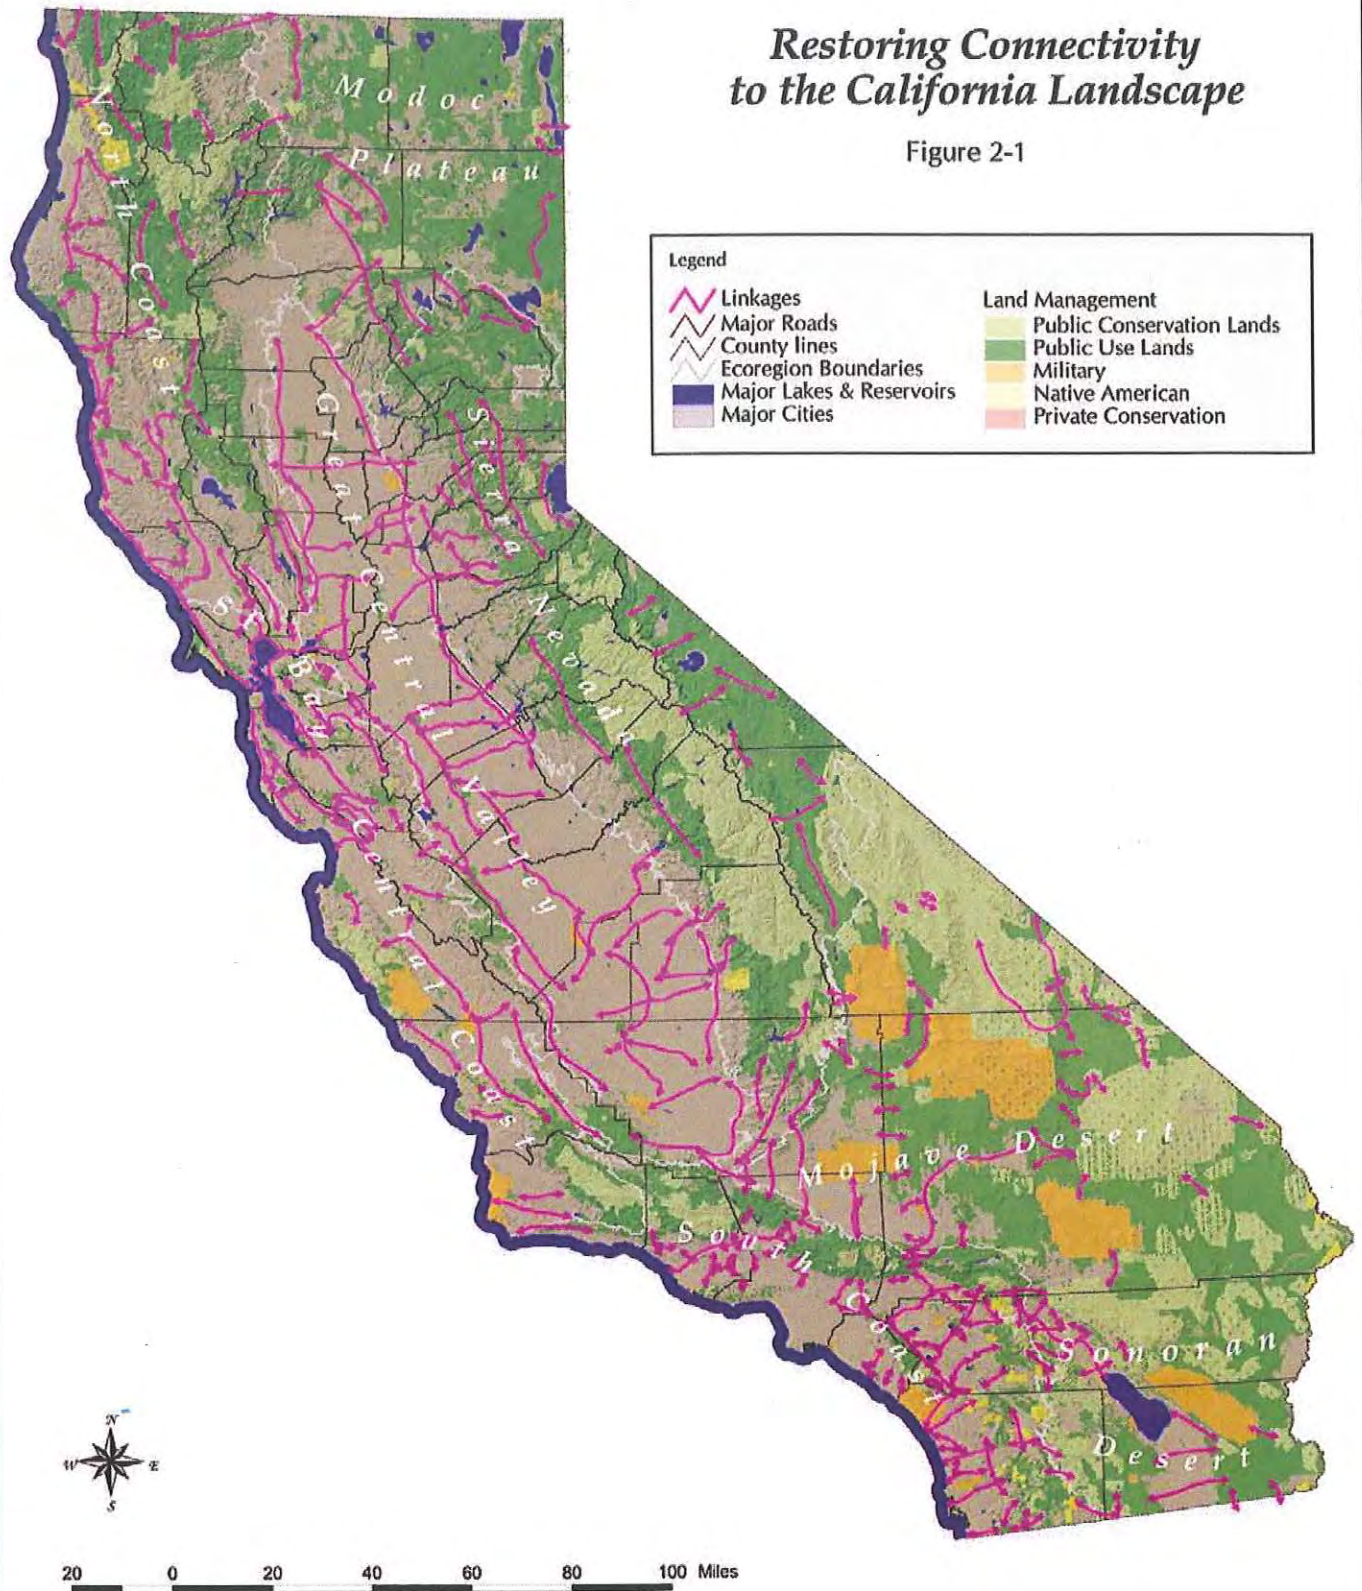 Restoring Connectivity
to the California Landscape
Figure 2-1
Legend
Linkages
Major Roads
County lines
Ecoregion Boundaries
Major Lakes & Reservoirs
Major Cities
Land Management
Public Conservation Lands
Public Use Lands
Military
Native American
Private Conservation
Modoc
Plateau
North Coast
Great Central Valley
Sierra Nevada
SF Bay
Central Coast
Mojave Desert
South Coast
Sonoran
Desert
N
W E
S
20 0 20 40 60 80 100 Miles